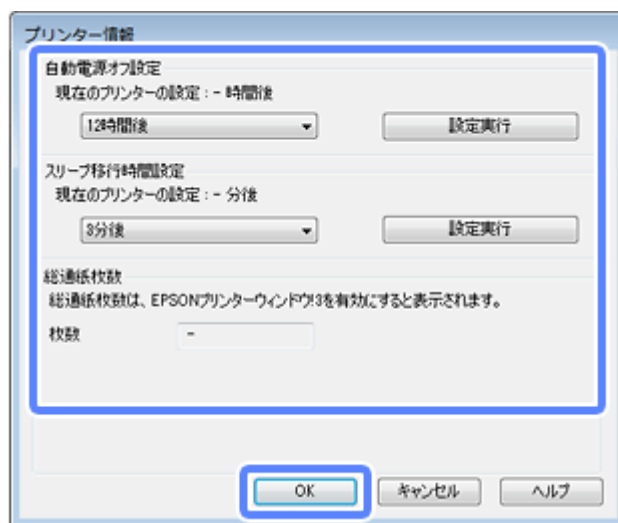 プリンター情報
自動電源オフ設定
現在のプリンターの設定：- 時間後
12時間後
設定実行
スリープ移行時間設定
現在のプリンターの設定：- 分後
3分後
設定実行
総通紙枚数
総通紙枚数は、EPSONプリンターウィンドウ!3を有効にすると表示されます。
枚数
-
OK
キャンセル
ヘルプ